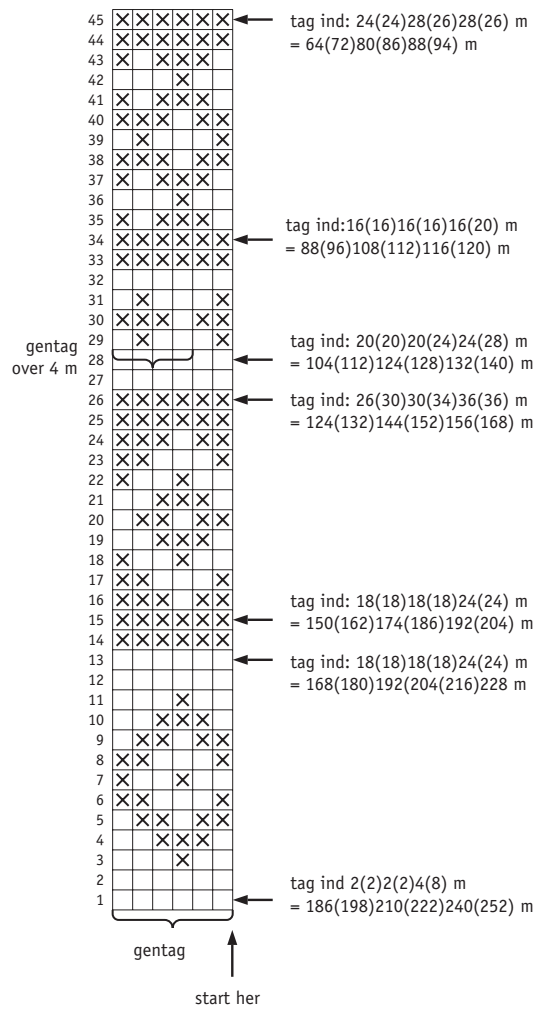 45
tag ind: 24(24)28(26)28(26) m
44
= 64(72)80(86)88(94) m
43
42
41
40
39
38
37
36
35
tag ind:16(16)16(16)16(20) m
34
= 88(96)108(112)116(120) m
33
32
31
30
29
gentag
over 4 m
28
tag ind: 20(20)20(24)24(28) m
= 104(112)124(128)132(140) m
27
26
tag ind: 26(30)30(34)36(36) m
25
= 124(132)144(152)156(168) m
24
23
22
21
20
19
18
17
16
15
tag ind: 18(18)18(18)24(24) m
= 150(162)174(186)192(204) m
14
13
tag ind: 18(18)18(18)24(24) m
= 168(180)192(204)216)228 m
12
11
10
9
8
7
6
5
4
3
2
1
tag ind 2(2)2(2)4(8) m
= 186(198)210(222)240(252) m
gentag
start her